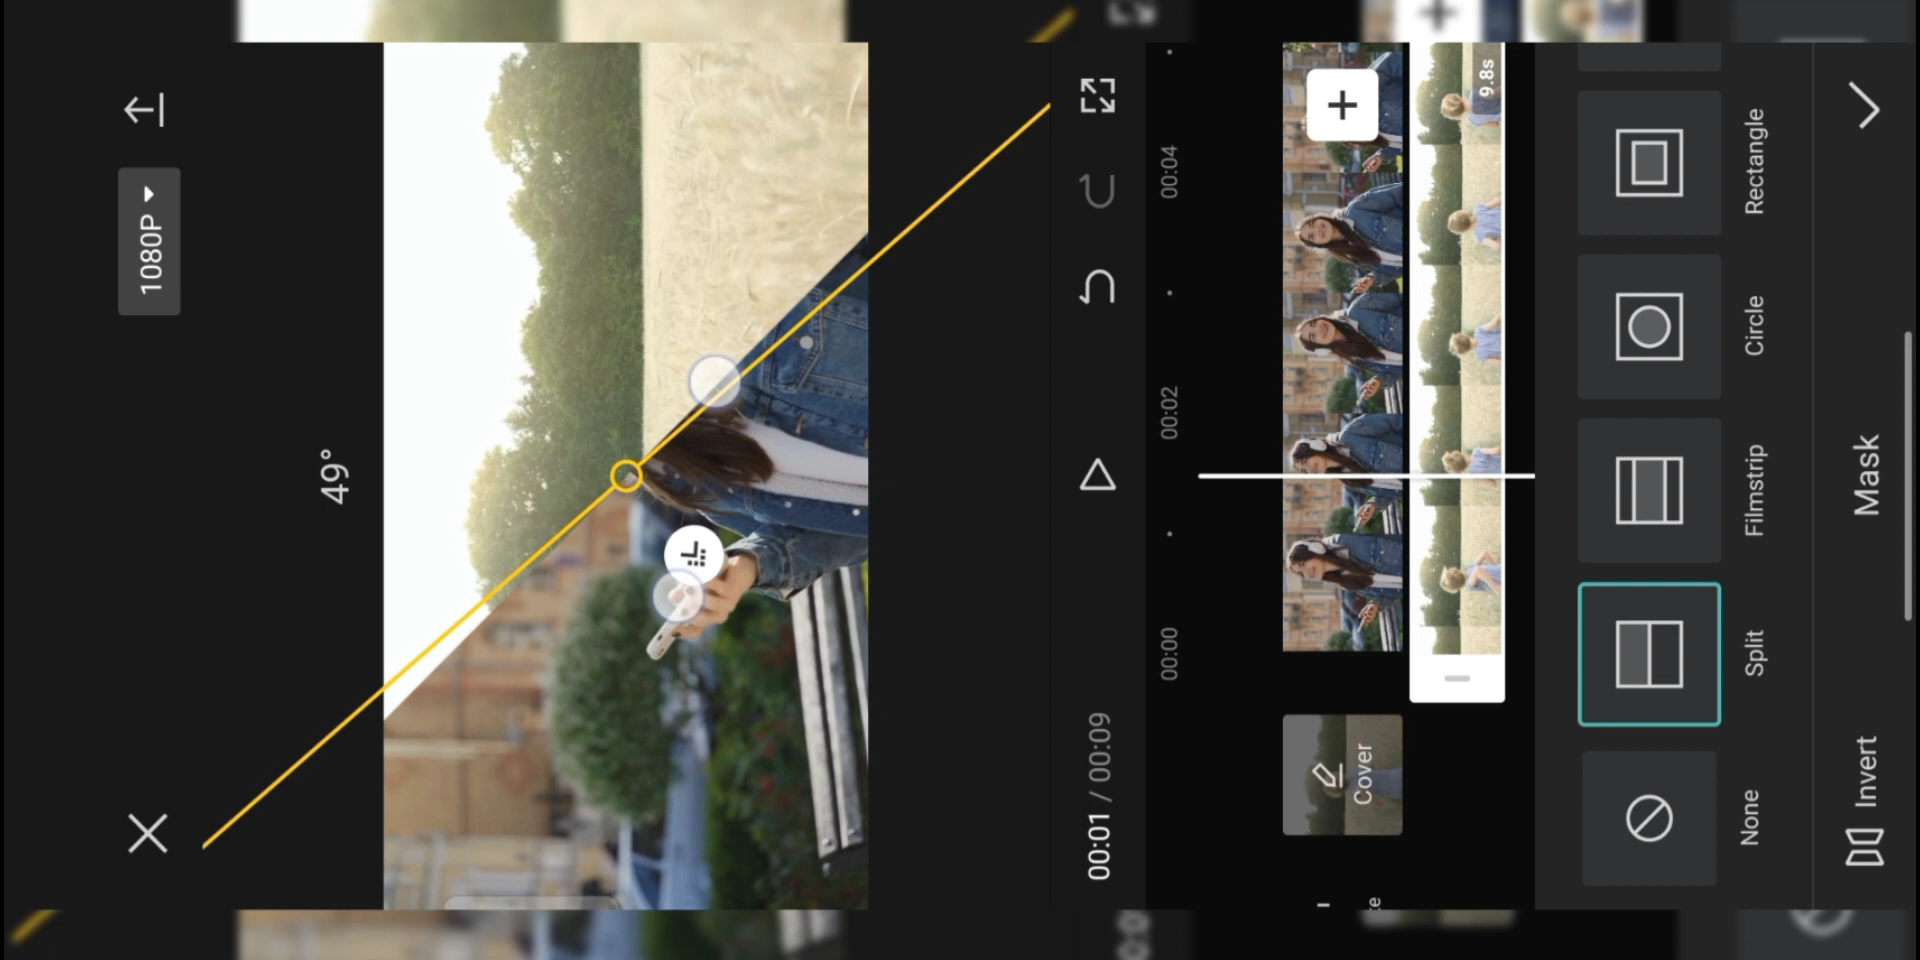 1080P
49°
00:01 / 00:09
00:00
00:02
00:04
Cover
9.8s
None
Split
Filmstrip
Circle
Rectangle
Invert
Mask